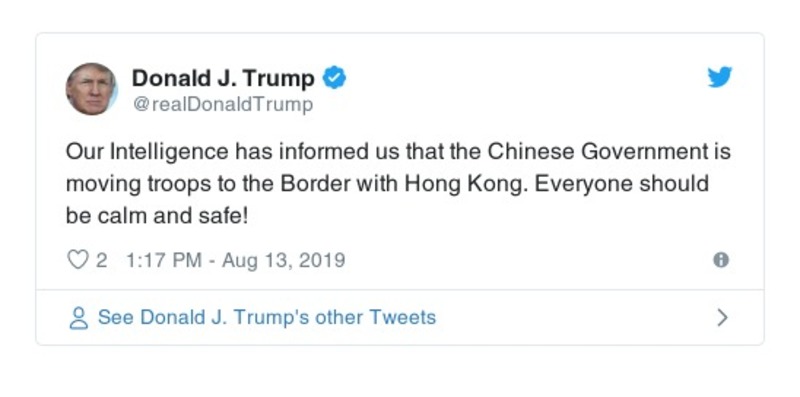 Donald J. Trump
@realDonaldTrump
Our Intelligence has informed us that the Chinese Government is
moving troops to the Border with Hong Kong. Everyone should
be calm and safe!
2 1:17 PM - Aug 13, 2019
See Donald J. Trump's other Tweets